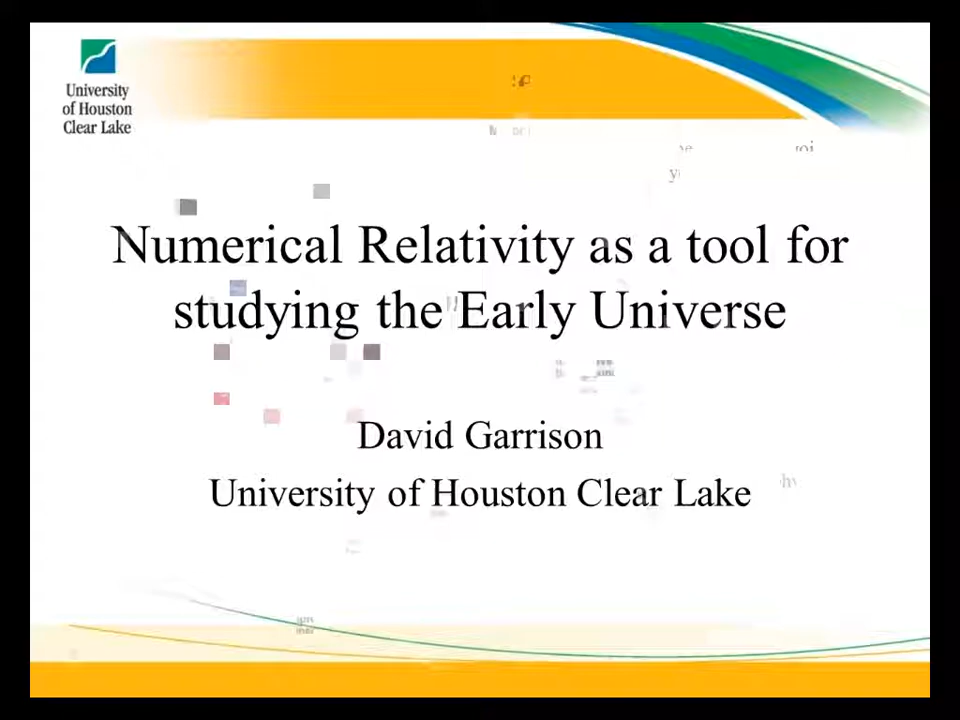 University
of Houston
Clear Lake
Numerical Relativity as a tool for
studying the Early Universe
David Garrison
University of Houston Clear Lake